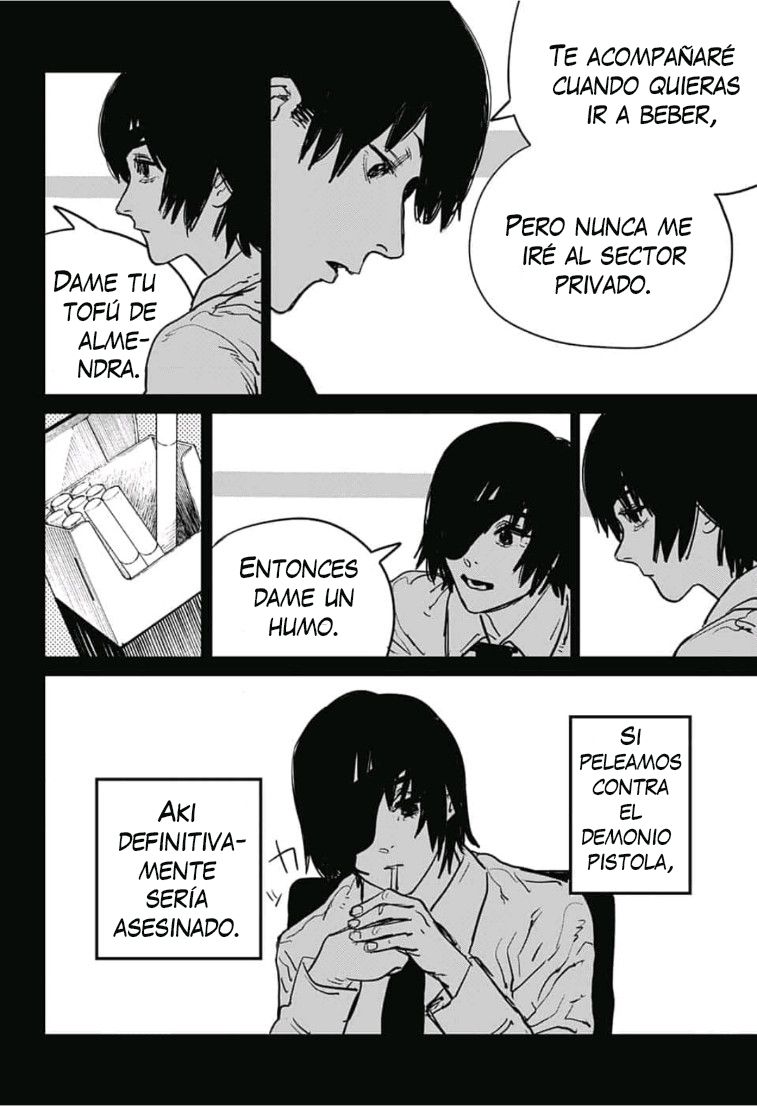 TE ACOMPAÑARÉ
CUANDO QUIERAS
IR A BEBER,
PERO NUNCA ME
IRÉ AL SECTOR
PRIVADO.
DAME TU
TOFÚ DE
ALME-
NDRA.
ENTONCES
DAME UN
HUMO.
SI
PELEAMOS
CONTRA
EL
DEMONIO
PISTOLA,
AKI
DEFINITIVA-
MENTE
SERÍA
ASESINADO.
カ